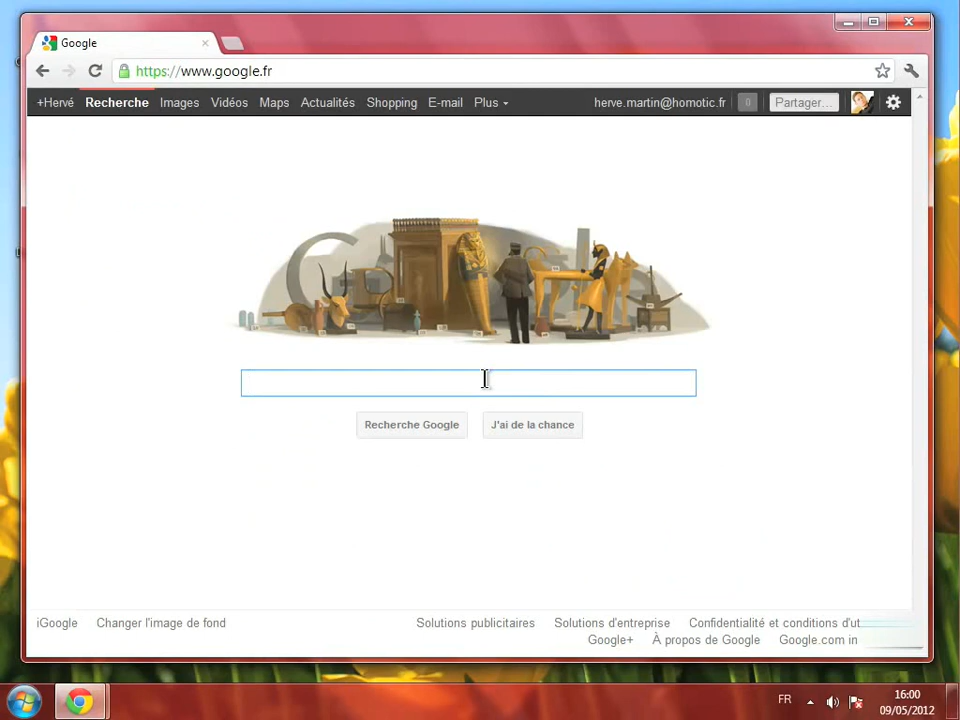 Google
https://www.google.fr
+Hervé Recherche Images Vidéos Maps Actualités Shopping E-mail Plus herve.martin@homotic.fr 0 Partager...
Recherche Google J'ai de la chance
iGoogle Changer l'image de fond Solutions publicitaires Solutions d'entreprise Confidentialité et conditions d'ut
Google+ À propos de Google Google.com in
FR 16:00
09/05/2012